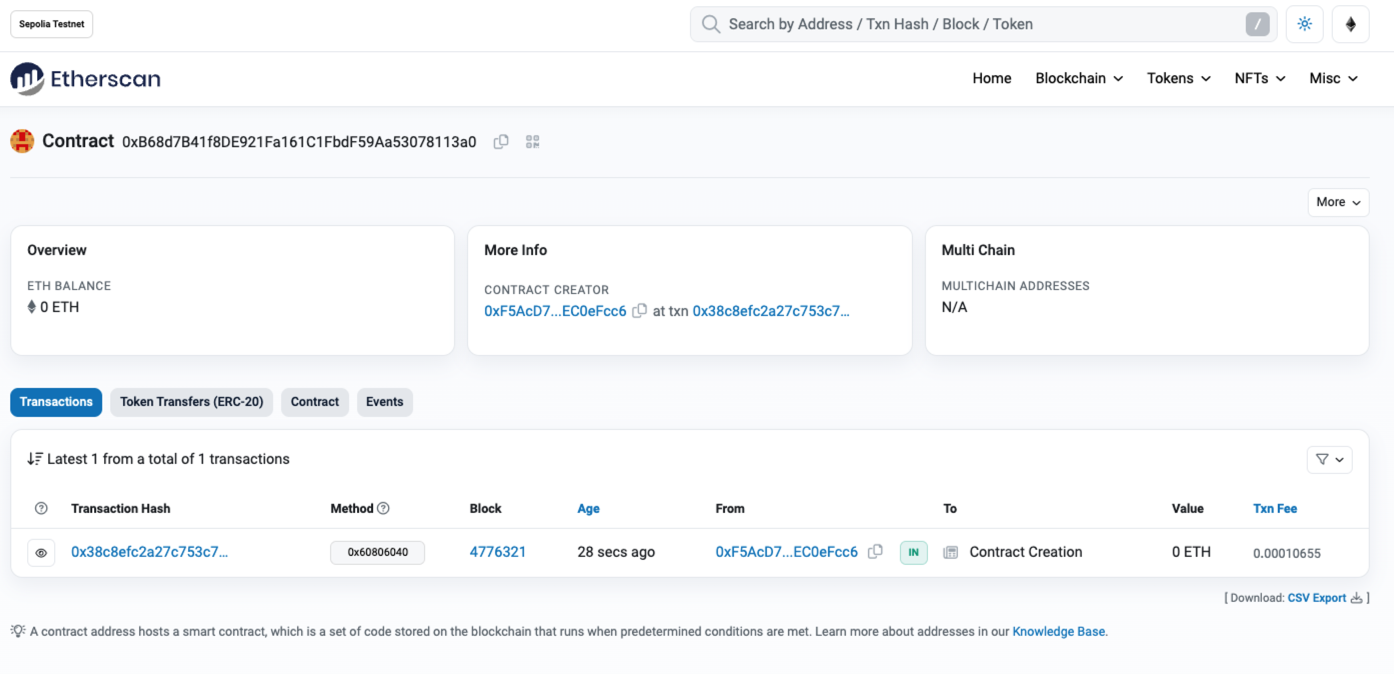 Sepolia Testnet
Search by Address / Txn Hash / Block / Token
/
Etherscan
Home Blockchain Tokens NFTs Misc
Contract 0xB68d7B41f8DE921Fa161C1FbdF59Aa53078113a0
More
Overview
ETH BALANCE
0 ETH
More Info
CONTRACT CREATOR
0xF5AcD7...EC0eFcc6 at txn 0x38c8efc2a27c753c7...
Multi Chain
MULTICHAIN ADDRESSES
N/A
Transactions Token Transfers (ERC-20) Contract Events
Latest 1 from a total of 1 transactions
Transaction Hash Method Block Age From To Value Txn Fee
0x38c8efc2a27c753c7... 0x60806040 4776321 28 secs ago 0xF5AcD7...EC0eFcc6 IN Contract Creation 0 ETH 0.00010655
[ Download: CSV Export ]
A contract address hosts a smart contract, which is a set of code stored on the blockchain that runs when predetermined conditions are met. Learn more about addresses in our Knowledge Base.